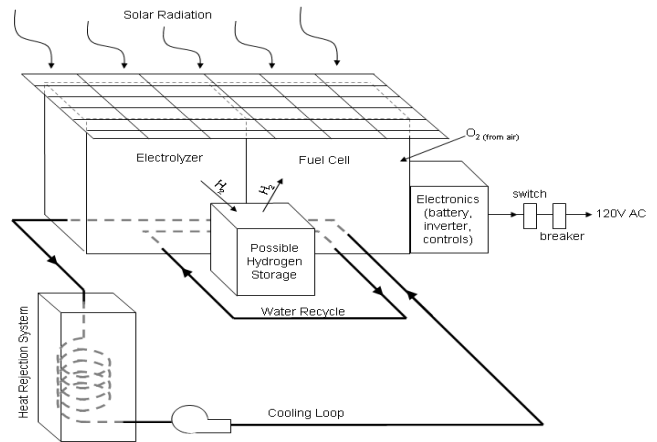 Solar Radiation
O2 (from air)
Electrolyzer
Fuel Cell
H2
H2
Electronics
(battery,
inverter,
controls)
switch
120V AC
breaker
Possible
Hydrogen
Storage
Water Recycle
Heat Rejection System
Cooling Loop